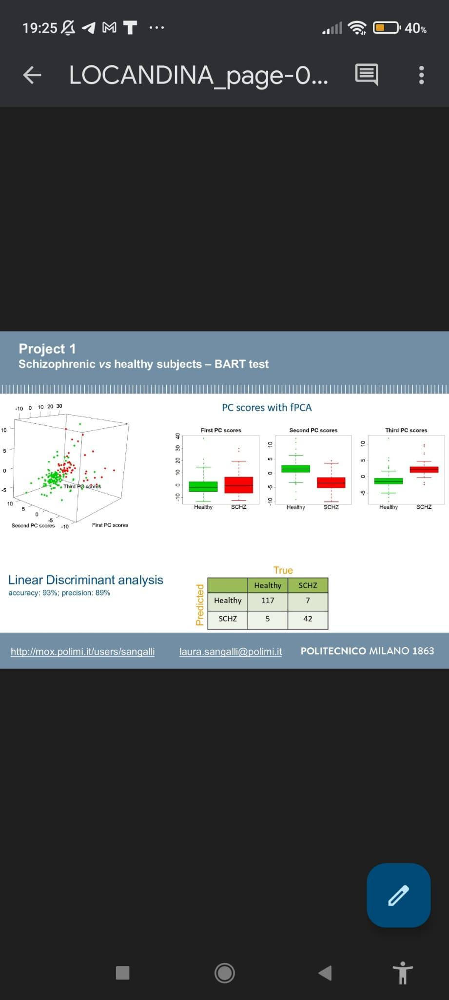 19:25
40%
LOCANDINA_page-0...
Project 1
Schizophrenic vs healthy subjects – BART test
PC scores with fPCA
-10 0 10 20 30
10
5
0
-5
10
5
0
-5
-10
Third PC scores
Second PC scores
First PC scores
First PC scores
40
30
20
10
0
-10
Healthy SCHZ
Second PC scores
10
5
0
-5
-10
Healthy SCHZ
Third PC scores
10
5
0
-5
Healthy SCHZ
Linear Discriminant analysis
accuracy: 93%; precision: 89%
True
Predicted
Healthy SCHZ
Healthy 117 7
SCHZ 5 42
http://mox.polimi.it/users/sangalli laura.sangalli@polimi.it POLITECNICO MILANO 1863